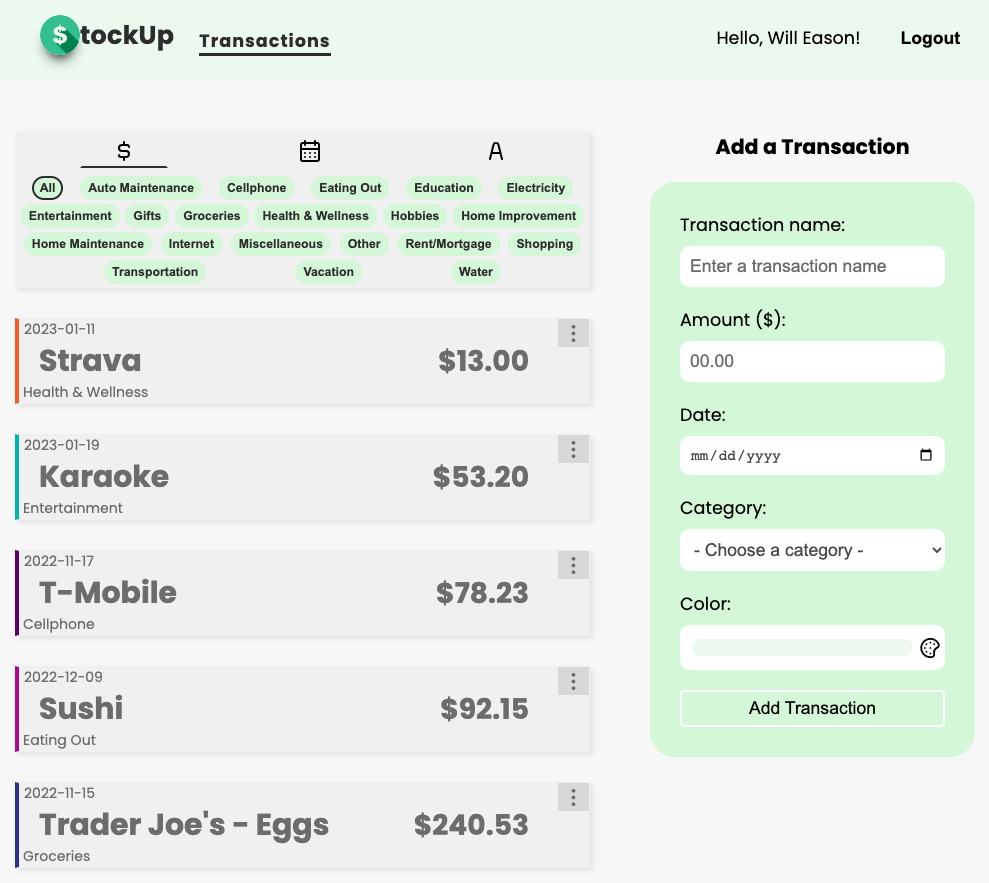 $tockUp Transactions Hello, Will Eason! Logout
$ A
All Auto Maintenance Cellphone Eating Out Education Electricity
Entertainment Gifts Groceries Health & Wellness Hobbies Home Improvement
Home Maintenance Internet Miscellaneous Other Rent/Mortgage Shopping
Transportation Vacation Water
2023-01-11
Strava $13.00
Health & Wellness
2023-01-19
Karaoke $53.20
Entertainment
2022-11-17
T-Mobile $78.23
Cellphone
2022-12-09
Sushi $92.15
Eating Out
2022-11-15
Trader Joe's - Eggs $240.53
Groceries
Add a Transaction
Transaction name:
Enter a transaction name
Amount ($):
00.00
Date:
mm/dd/yyyy
Category:
- Choose a category -
Color:
Add Transaction